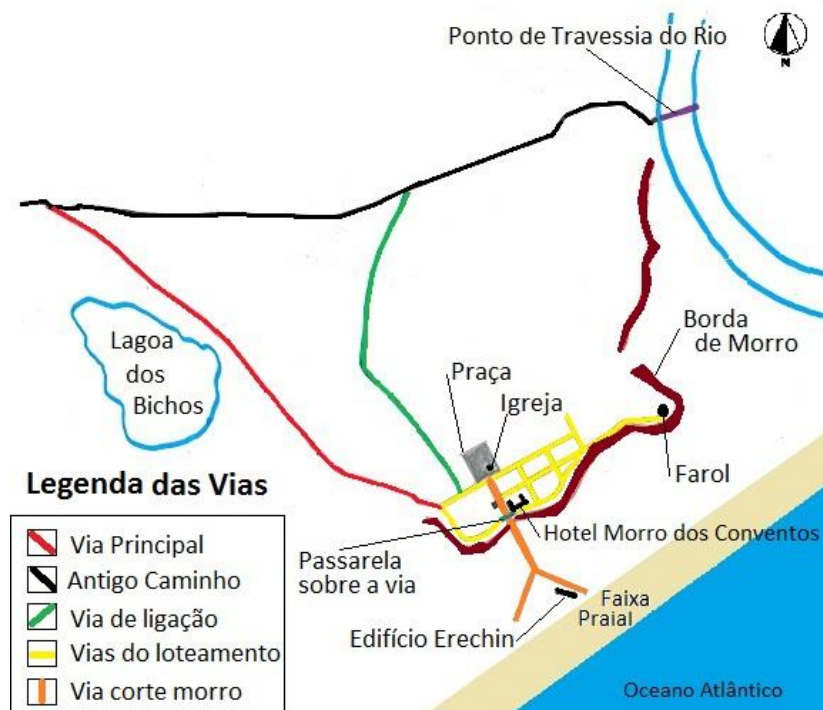 Ponto de Travessia do Rio
N
Borda
de Morro
Lagoa
dos
Bichos
Praça
Igreja
Farol
Legenda das Vias
Via Principal
Antigo Caminho
Via de ligação
Vias do loteamento
Via corte morro
Hotel Morro dos Conventos
Passarela
sobre a via
Edifício Erechin
Faixa
Praial
Oceano Atlântico